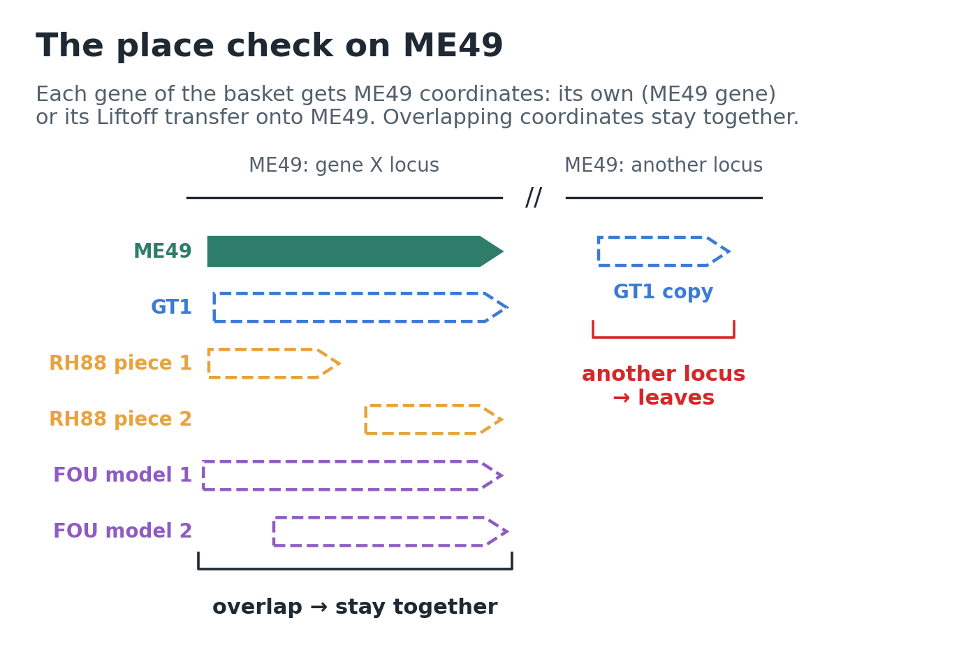 The place check on ME49
Each gene of the basket gets ME49 coordinates: its own (ME49 gene)
or its Liftoff transfer onto ME49. Overlapping coordinates stay together.
ME49: gene X locus
ME49: another locus
//
ME49
GT1
GT1 copy
RH88 piece 1
another locus
→ leaves
RH88 piece 2
FOU model 1
FOU model 2
overlap → stay together